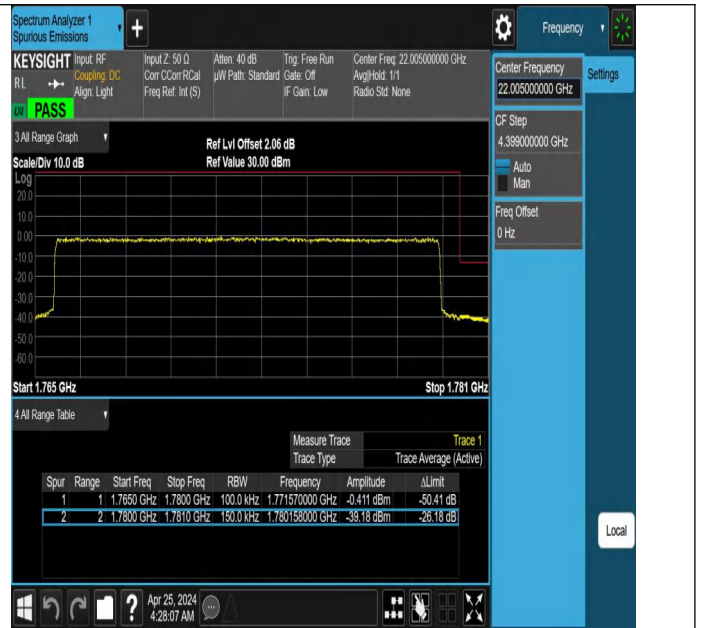 Spectrum Analyzer 1
Spurious Emissions
+
Frequency
KEYSIGHT
Input: RF
Coupling: DC
Align: Light
Input Z: 50 Ω
Corr CCorr RCal
Freq Ref: Int (S)
Atten: 40 dB
µW Path: Standard
Trig: Free Run
Gate: Off
IF Gain: Low
Center Freq: 22.005000000 GHz
Avg|Hold: 1/1
Radio Std: None
RL
PASS
Center Frequency
22.005000000 GHz
Settings
CF Step
4.399000000 GHz
Auto
Man
Freq Offset
0 Hz
3 All Range Graph
Scale/Div 10.0 dB
Ref Lvl Offset 2.06 dB
Ref Value 30.00 dBm
Log
20.0
10.0
0.00
-10.0
-20.0
-30.0
-40.0
-50.0
-60.0
Start 1.765 GHz
Stop 1.781 GHz
4 All Range Table
Measure Trace Trace 1
Trace Type Trace Average (Active)
Spur Range Start Freq Stop Freq RBW Frequency Amplitude ΔLimit
1 1 1.7650 GHz 1.7800 GHz 100.0 kHz 1.771570000 GHz -0.411 dBm -50.41 dB
2 2 1.7800 GHz 1.7810 GHz 150.0 kHz 1.780158000 GHz -39.18 dBm -26.18 dB
Local
?
Apr 25, 2024
4:28:07 AM